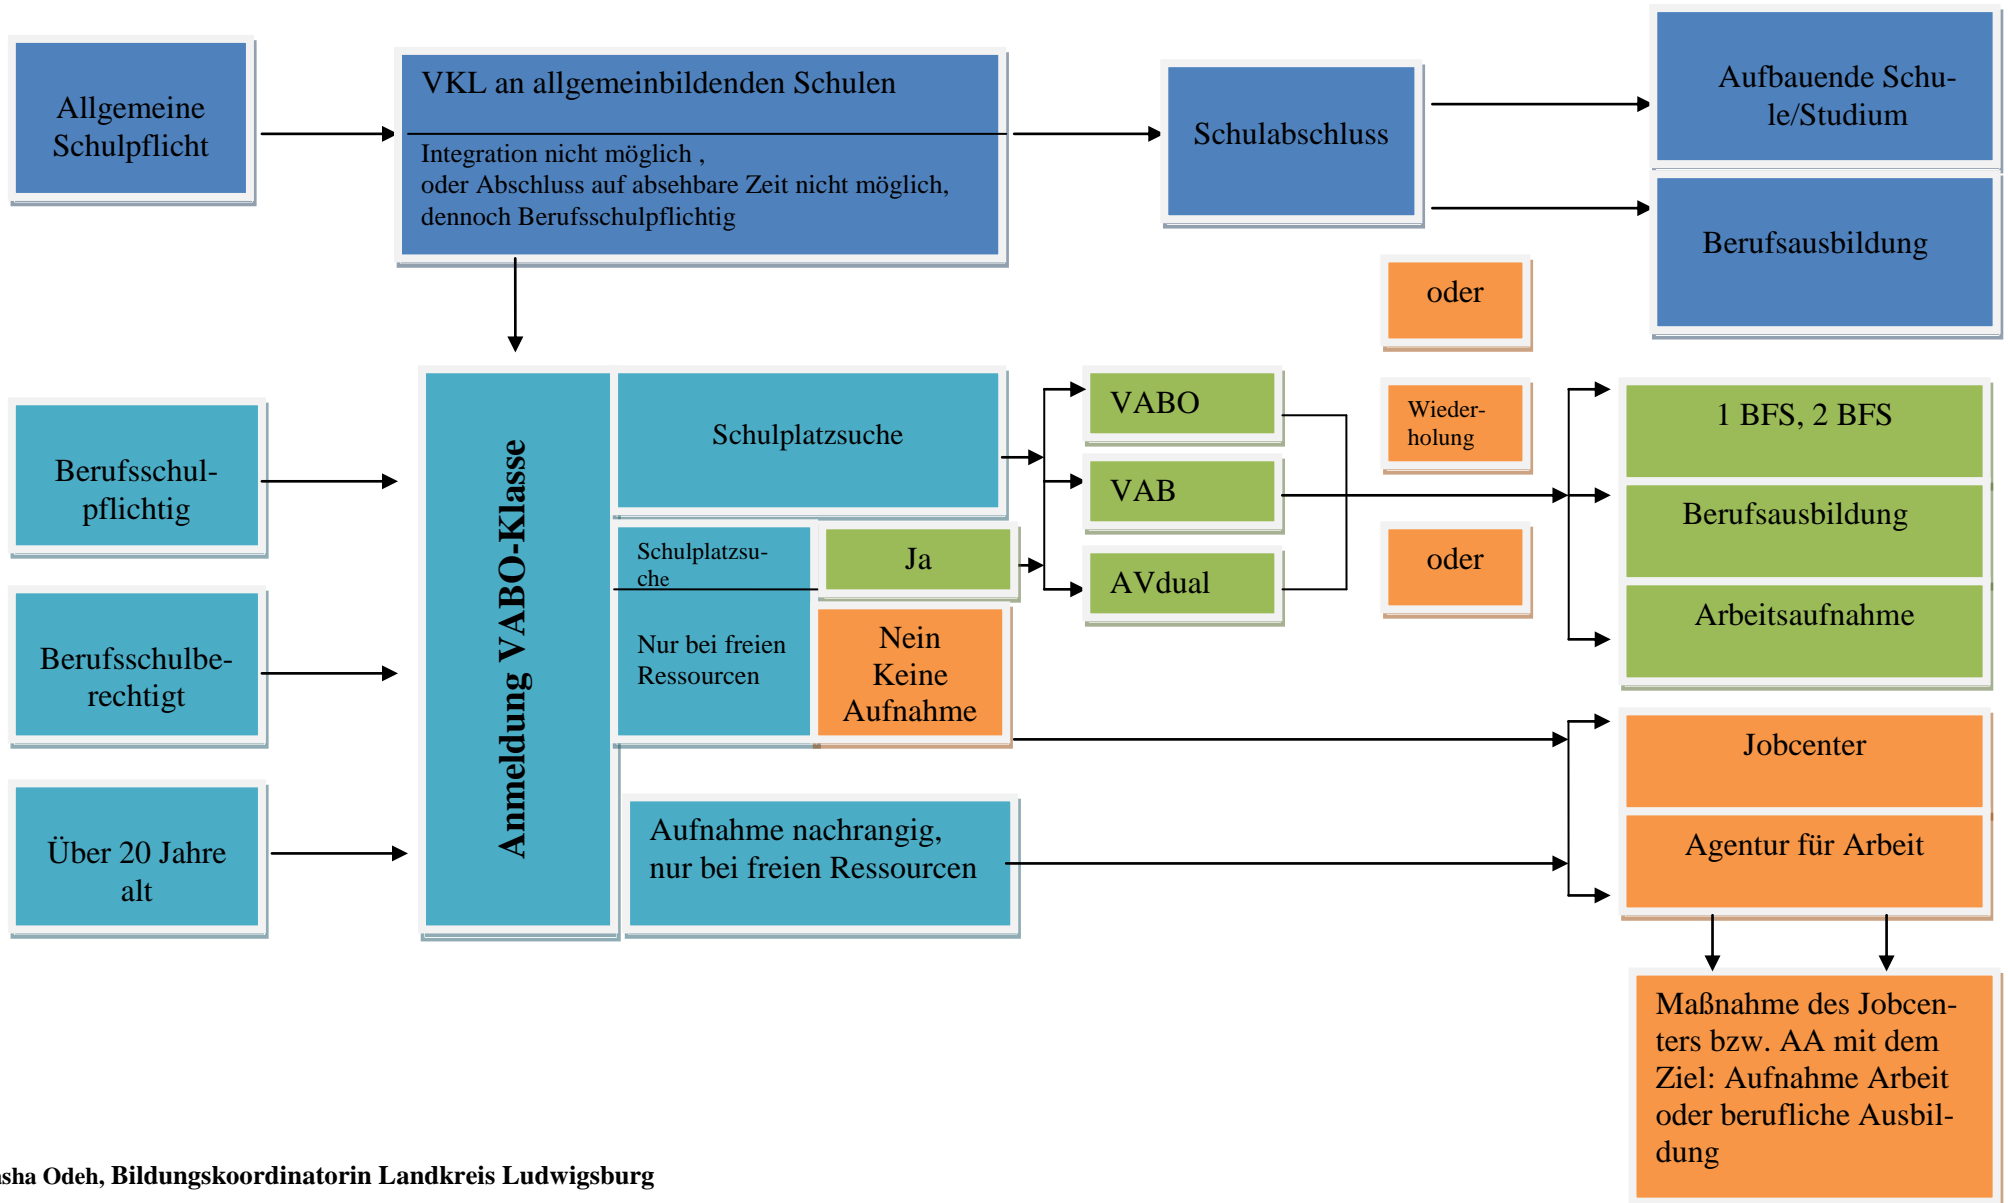 Allgemeine
Schulpflicht
VKL an allgemeinbildenden Schulen
Integration nicht möglich ,
oder Abschluss auf absehbare Zeit nicht möglich,
dennoch Berufsschulpflichtig
Schulabschluss
Aufbauende Schu-
le/Studium
Berufsausbildung
oder
Berufsschul-
pflichtig
Berufsschulbe-
rechtigt
Über 20 Jahre
alt
Anmeldung VABO-Klasse
Schulplatzsuche
Schulplatzsu-
che
Nur bei freien
Ressourcen
Ja
Nein
Keine
Aufnahme
Aufnahme nachrangig,
nur bei freien Ressourcen
VABO
VAB
AVdual
Wieder-
holung
oder
1 BFS, 2 BFS
Berufsausbildung
Arbeitsaufnahme
Jobcenter
Agentur für Arbeit
Maßnahme des Jobcen-
ters bzw. AA mit dem
Ziel: Aufnahme Arbeit
oder berufliche Ausbil-
dung
Odeh, Bildungskoordinatorin Landkreis Ludwigsburg